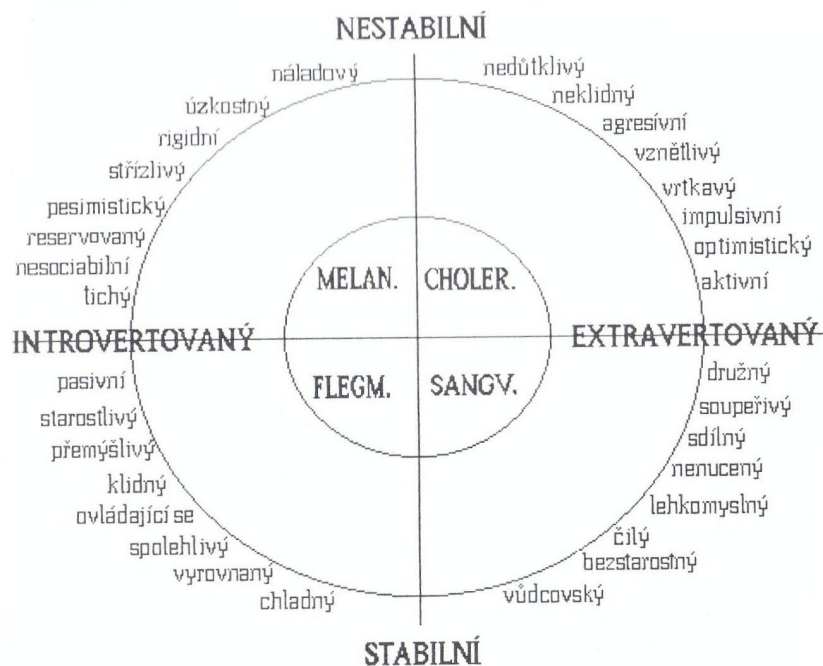 NESTABILNÍ
náladový
úzkostný
rigidní
střízlivý
pesimistický
reservovaný
nesociabilní
tichý
nedůtklivý
neklidný
agresívní
vznětlivý
vrtkavý
impulsivní
optimistický
aktivní
MELAN.
CHOLER.
INTROVERTOVANÝ
EXTRAVERTOVANÝ
FLEGM.
SANGV.
pasivní
starostlivý
přemýšlivý
klidný
ovládající se
spolehlivý
vyrovnaný
chladný
družný
soupeřivý
sdílný
nenucený
lehkomyslný
čilý
bezstarostný
vůdcovský
STABILNÍ